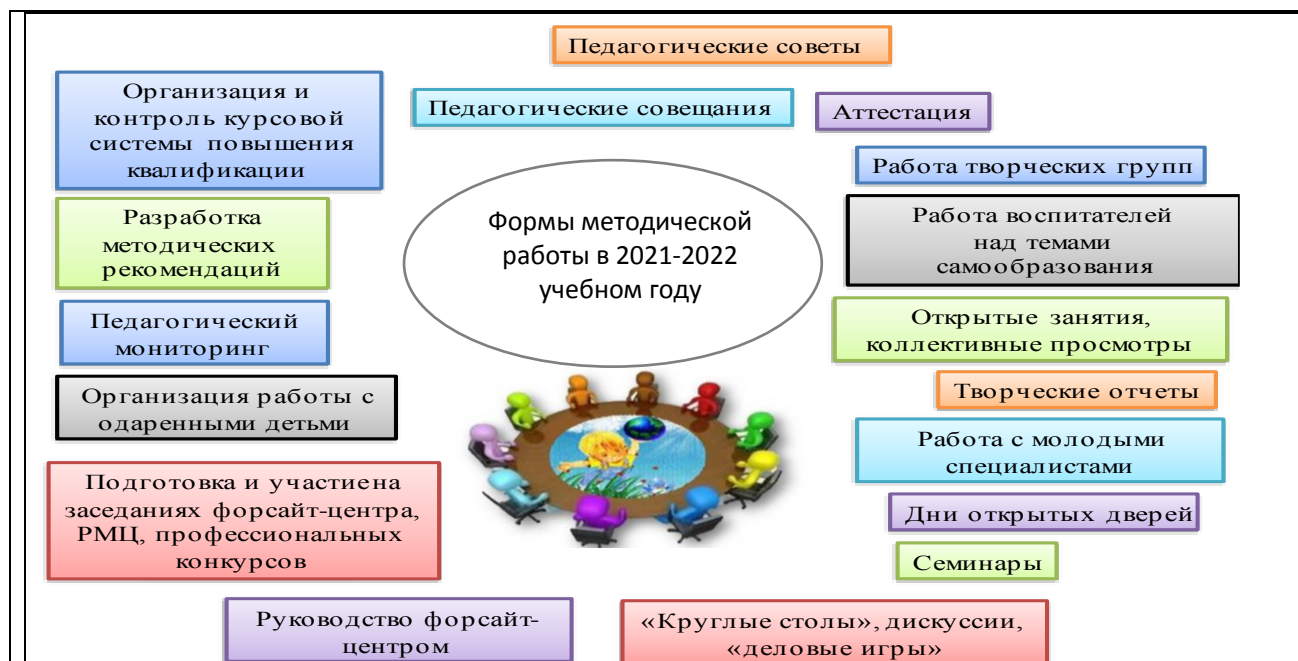 Педагогические советы
Организация и
контроль курсовой
системы повышения
квалификации
Педагогические совещания
Аттестация
Работа творческих групп
Разработка
методических
рекомендаций
Формы методической
работы в 2021-2022
учебном году
Работа воспитателей
над темами
самообразования
Педагогический
мониторинг
Открытые занятия,
коллективные просмотры
Организация работы с
одаренными детьми
Творческие отчеты
Работа с молодыми
специалистами
Подготовка и участиена
заседаниях форсайт-центра,
РМЦ, профессиональных
конкурсов
Дни открытых дверей
Семинары
Руководство форсайт-
центром
«Круглые столы», дискуссии,
«деловые игры»